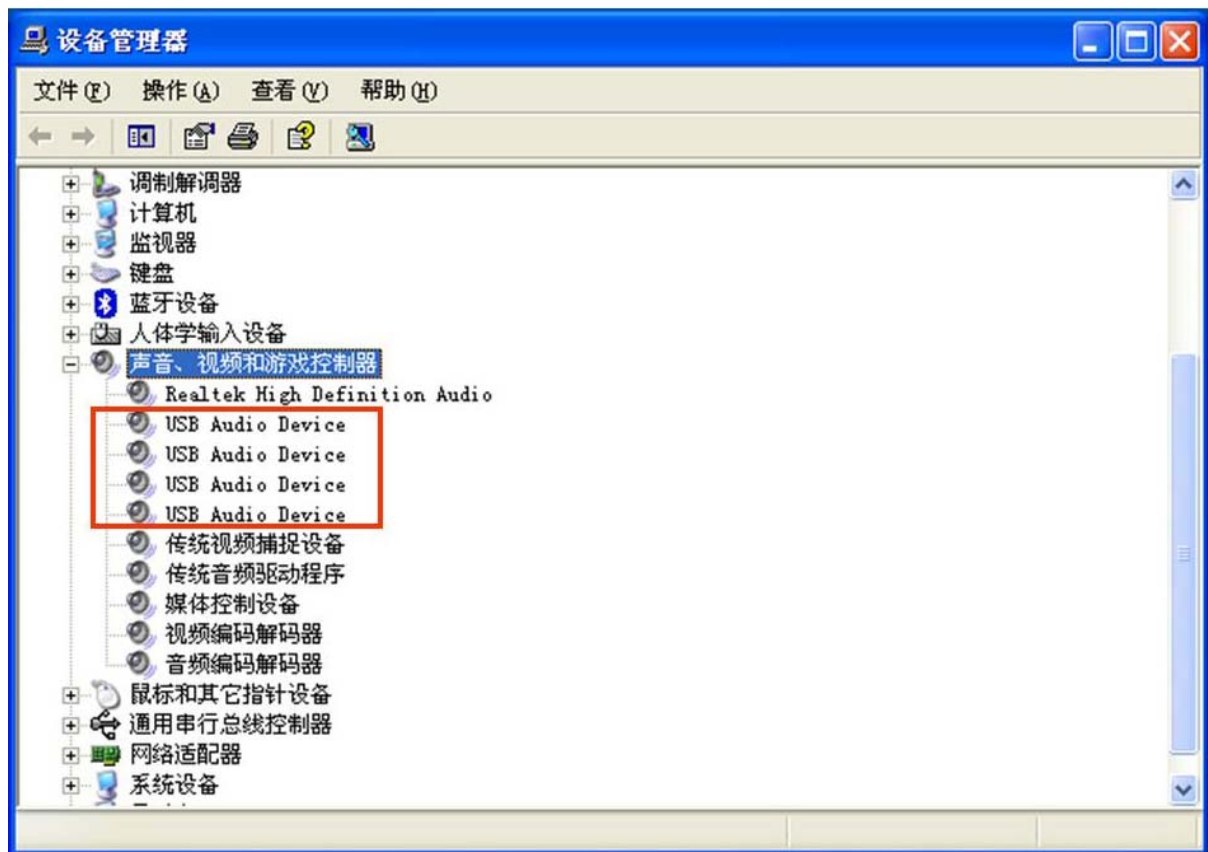 设备管理器
文件(F) 操作(A) 查看(V) 帮助(H)
调制解调器
计算机
监视器
键盘
蓝牙设备
人体学输入设备
声音、视频和游戏控制器
Realtek High Definition Audio
USB Audio Device
USB Audio Device
USB Audio Device
USB Audio Device
传统视频捕捉设备
传统音频驱动程序
媒体控制设备
视频编码解码器
音频编码解码器
鼠标和其它指针设备
通用串行总线控制器
网络适配器
系统设备